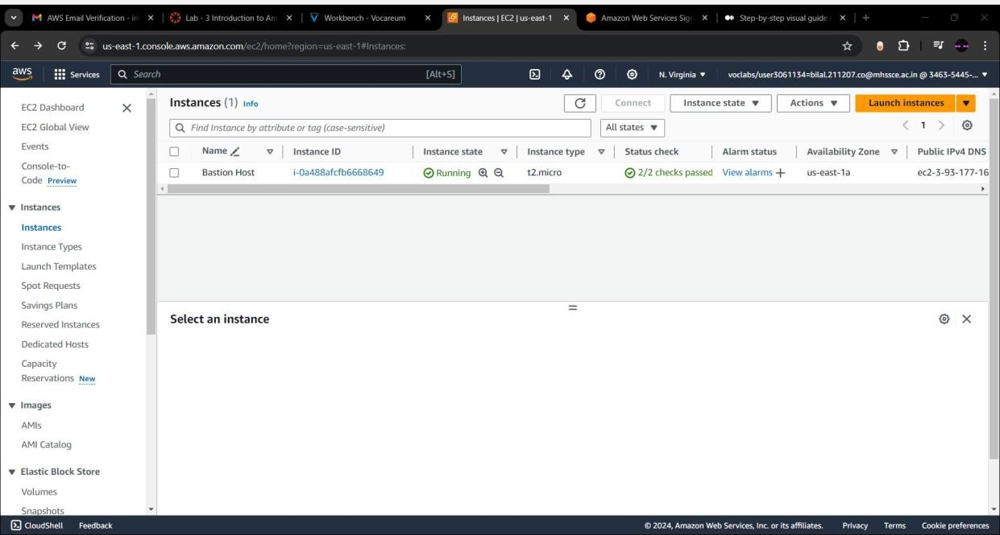 AWS Email Verification - in
Lab - 3 Introduction to Am
Workbench - Vocareum
Instances | EC2 | us-east-1
Amazon Web Services Sign
Step-by-step visual guide
us-east-1.console.aws.amazon.com/ec2/home?region=us-east-1#Instances:
aws Services Search [Alt+S] N. Virginia voclabs/user3061134=bilal.211207.co@mhssce.ac.in @ 3463-5445-...
EC2 Dashboard
EC2 Global View
Events
Console-to-
Code Preview
Instances
Instances
Instance Types
Launch Templates
Spot Requests
Savings Plans
Reserved Instances
Dedicated Hosts
Capacity
Reservations New
Images
AMIs
AMI Catalog
Elastic Block Store
Volumes
Snapshots
Instances (1) Info Connect Instance state Actions Launch instances
Find Instance by attribute or tag (case-sensitive) All states 1
Name Instance ID Instance state Instance type Status check Alarm status Availability Zone Public IPv4 DNS
Bastion Host i-0a488afcfb6668649 Running t2.micro 2/2 checks passed View alarms + us-east-1a ec2-3-93-177-16
Select an instance
CloudShell Feedback © 2024, Amazon Web Services, Inc. or its affiliates. Privacy Terms Cookie preferences